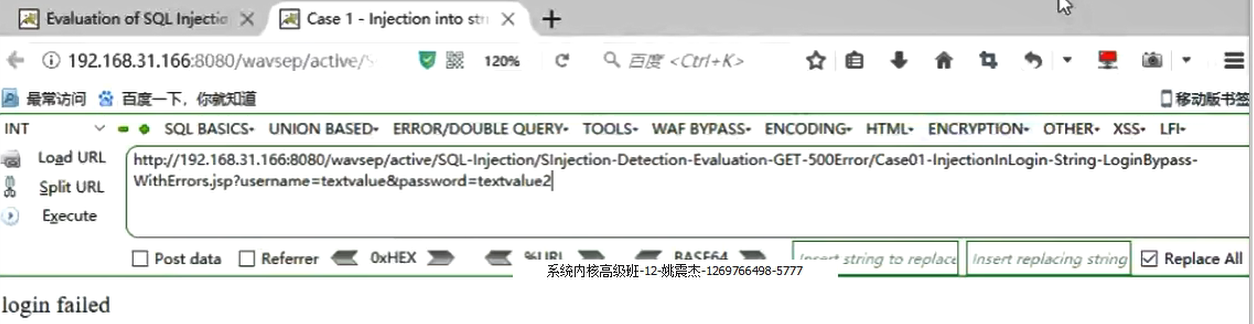 Evaluation of SQL Injectio
Case 1 - Injection into str
192.168.31.166:8080/wavsep/active/S
120%
百度 <Ctrl+K>
最常访问 百度一下，你就知道 移动版书签
INT SQL BASICS UNION BASED ERROR/DOUBLE QUERY TOOLS WAF BYPASS ENCODING HTML ENCRYPTION OTHER XSS LFI
Load URL
Split URL
Execute
http://192.168.31.166:8080/wavsep/active/SQL-Injection/SInjection-Detection-Evaluation-GET-500Error/Case01-InjectionInLogin-String-LoginBypass-
WithErrors.jsp?username=textvalue&password=textvalue2
Post data Referrer 0xHEX %URL BASE64 Insert string to replace Insert replacing string Replace All
系统内核高级班-12-姚震杰-1269766498-5777
login failed